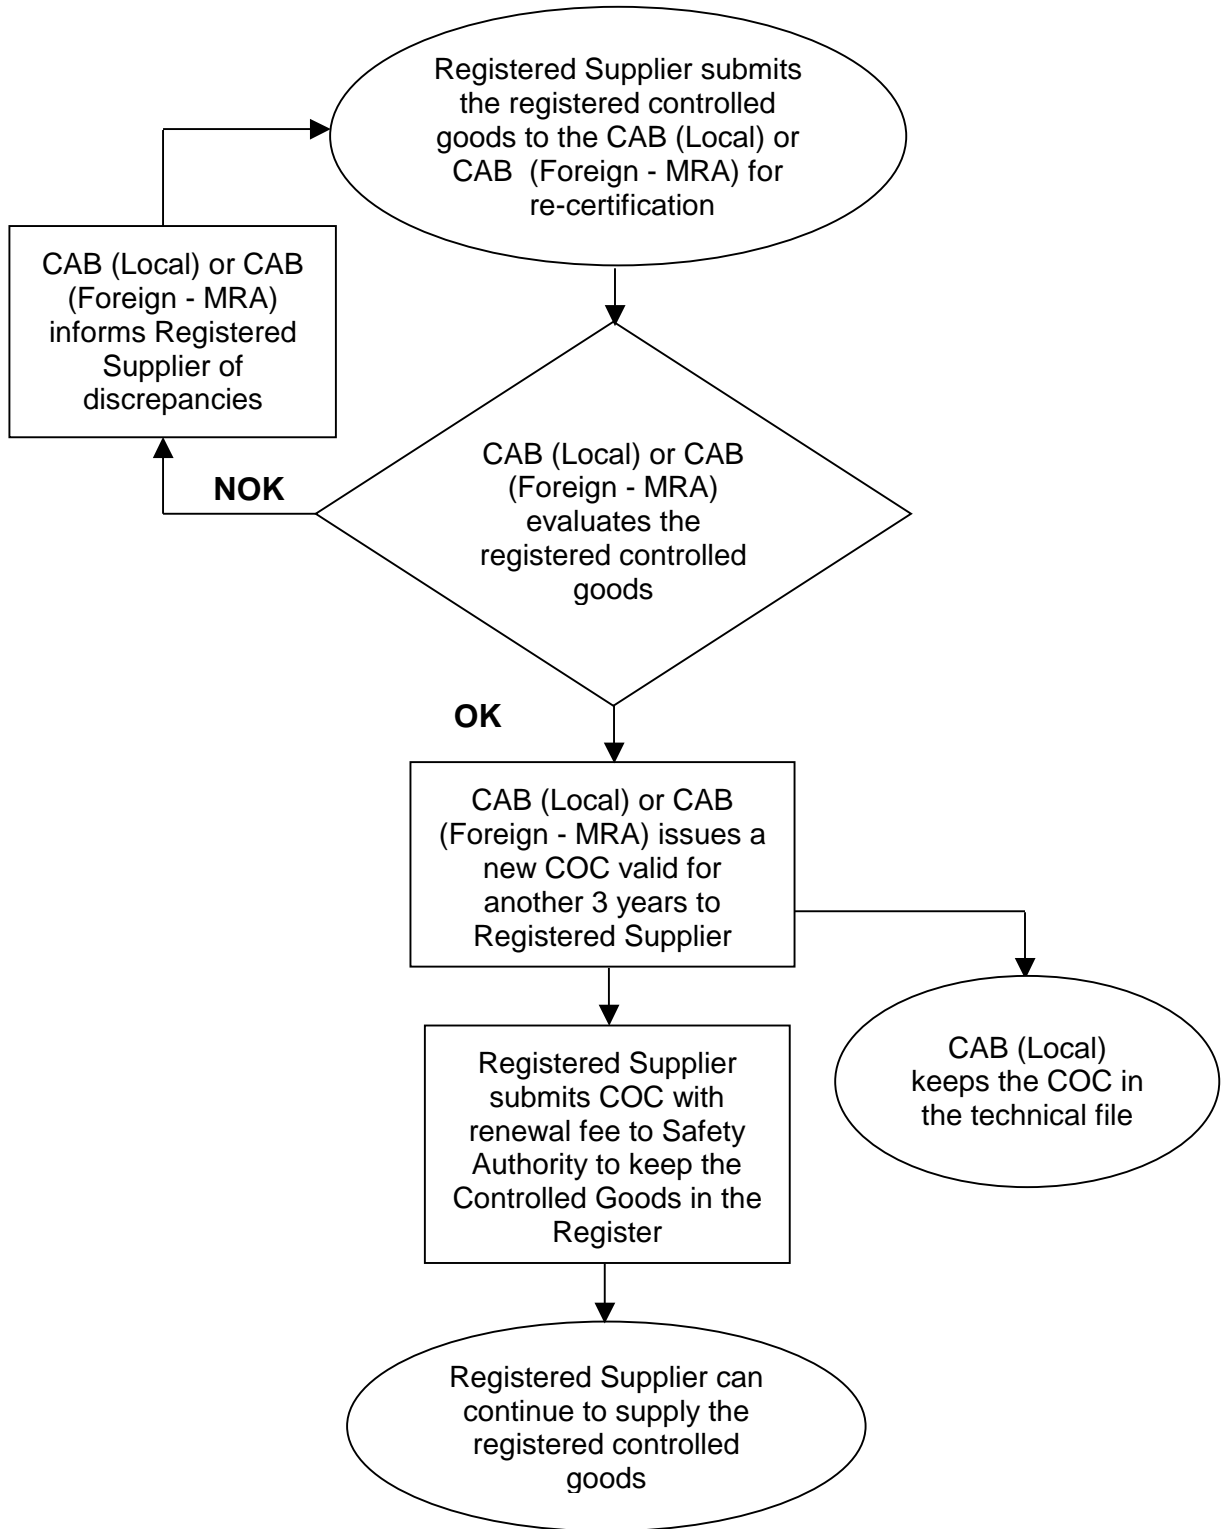 Registered Supplier submits
the registered controlled
goods to the CAB (Local) or
CAB  (Foreign - MRA) for
re-certification
CAB (Local) or CAB
(Foreign - MRA)
informs Registered
Supplier of
discrepancies
NOK
CAB (Local) or CAB
(Foreign - MRA)
evaluates the
registered controlled
goods
OK
CAB (Local) or CAB
(Foreign - MRA) issues a
new COC valid for
another 3 years to
Registered Supplier
CAB (Local)
keeps the COC in
the technical file
Registered Supplier
submits COC with
renewal fee to Safety
Authority to keep the
Controlled Goods in the
Register
Registered Supplier can
continue to supply the
registered controlled
goods